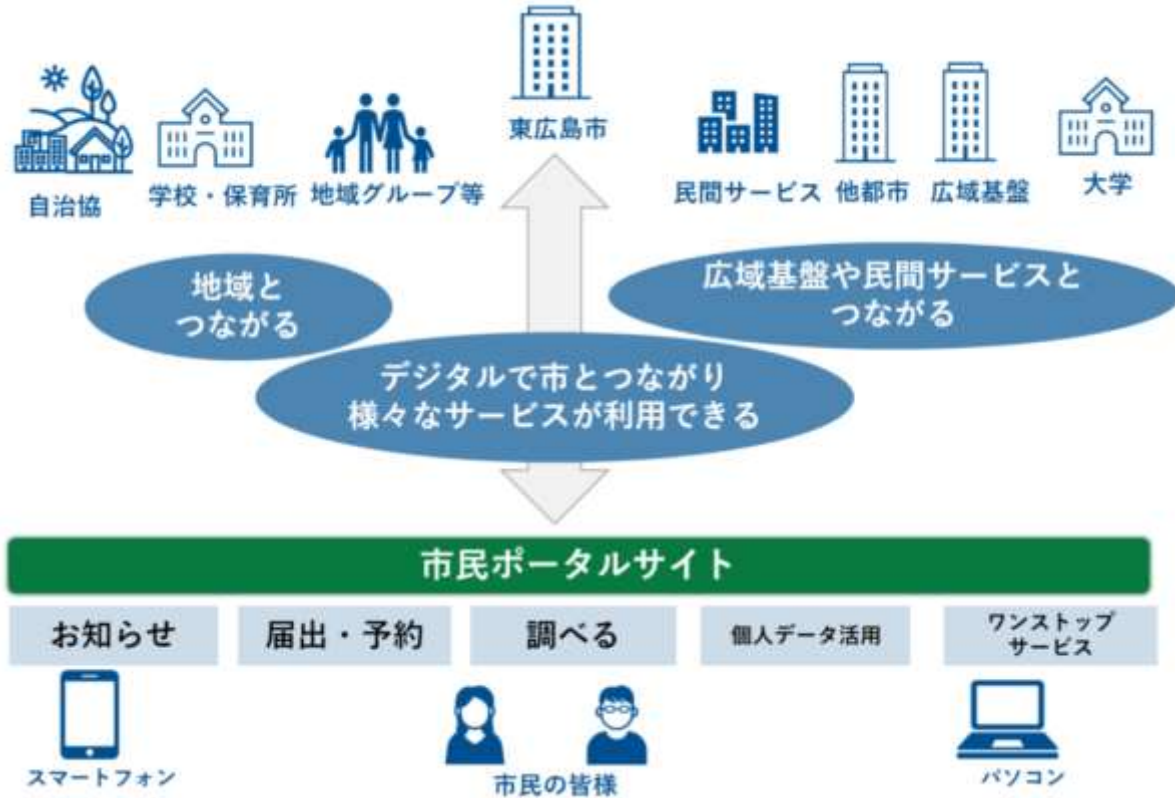 東広島市
自治協
学校・保育所
地域グループ等
民間サービス
他都市
広域基盤
大学
地域と
つながる
広域基盤や民間サービスと
つながる
デジタルで市とつながり
様々なサービスが利用できる
市民ポータルサイト
お知らせ
届出・予約
調べる
個人データ活用
ワンストップ
サービス
スマートフォン
市民の皆様
パソコン